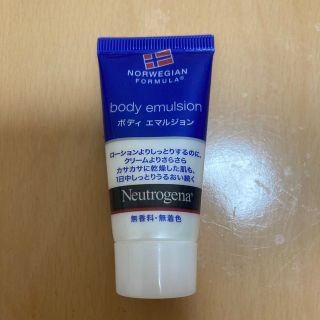 NORWEGIAN
FORMULA®
body emulsion
ボディ エマルジョン
ローションよりしっとりするのに、
クリームよりさらさら
カサカサに乾燥した肌も、
1日中しっとりうるおい続く
Neutrogena®
無香料・無着色